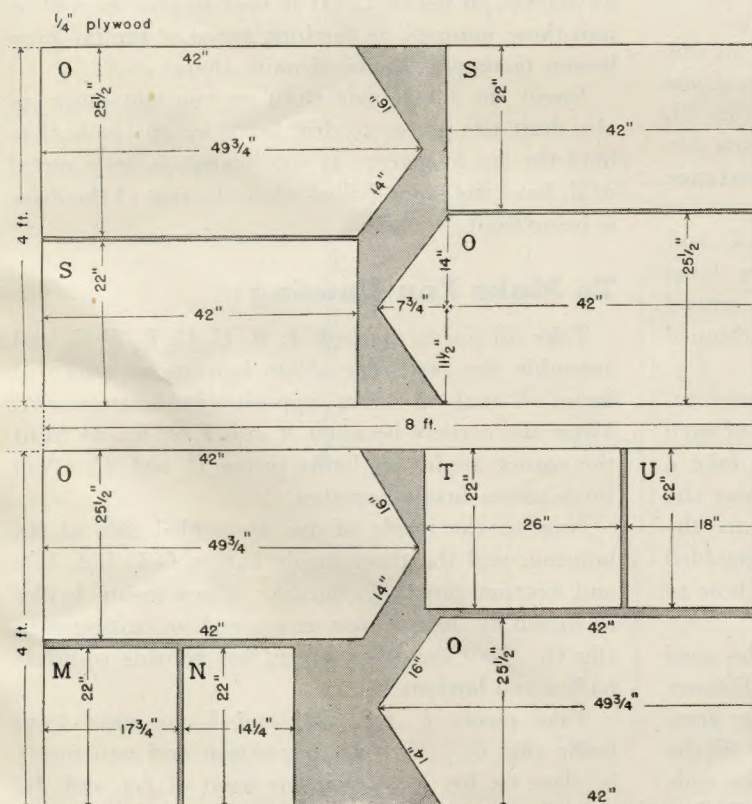 1/4" plywood
42"
O
S
25 1/2"
16"
22"
42"
49 3/4"
4 ft.
14"
S
O
22"
14"
25 1/2"
42"
7 3/4"
42"
11 1/2"
8 ft.
42"
O
T
U
25 1/2"
16"
22"
22"
26"
18"
49 3/4"
4 ft.
14"
42"
42"
M
N
O
22"
22"
16"
25 1/2"
49 3/4"
17 3/4"
14 1/4"
14"
42"